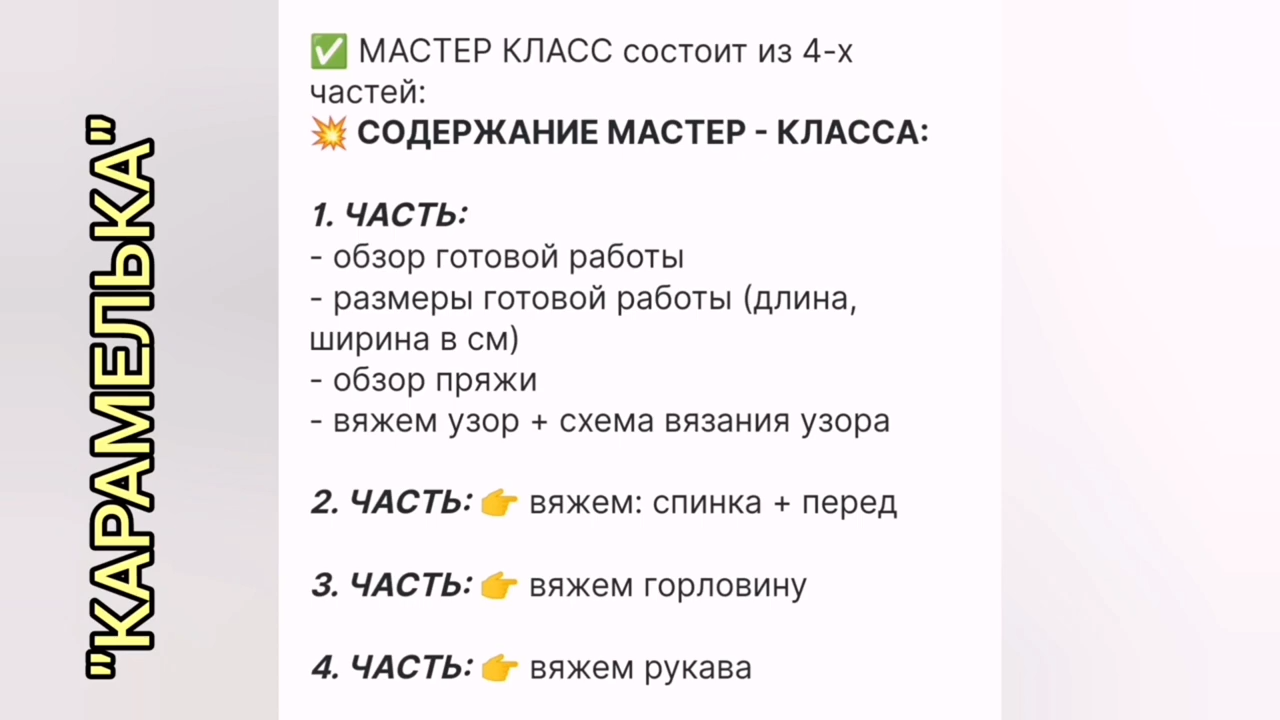 "КАРАМЕЛЬКА"
✅ МАСТЕР КЛАСС состоит из 4-х
частей:
💥 СОДЕРЖАНИЕ МАСТЕР - КЛАССА:
1. ЧАСТЬ:
- обзор готовой работы
- размеры готовой работы (длина,
ширина в см)
- обзор пряжи
- вяжем узор + схема вязания узора
2. ЧАСТЬ: 👉 вяжем: спинка + перед
3. ЧАСТЬ: 👉 вяжем горловину
4. ЧАСТЬ: 👉 вяжем рукава